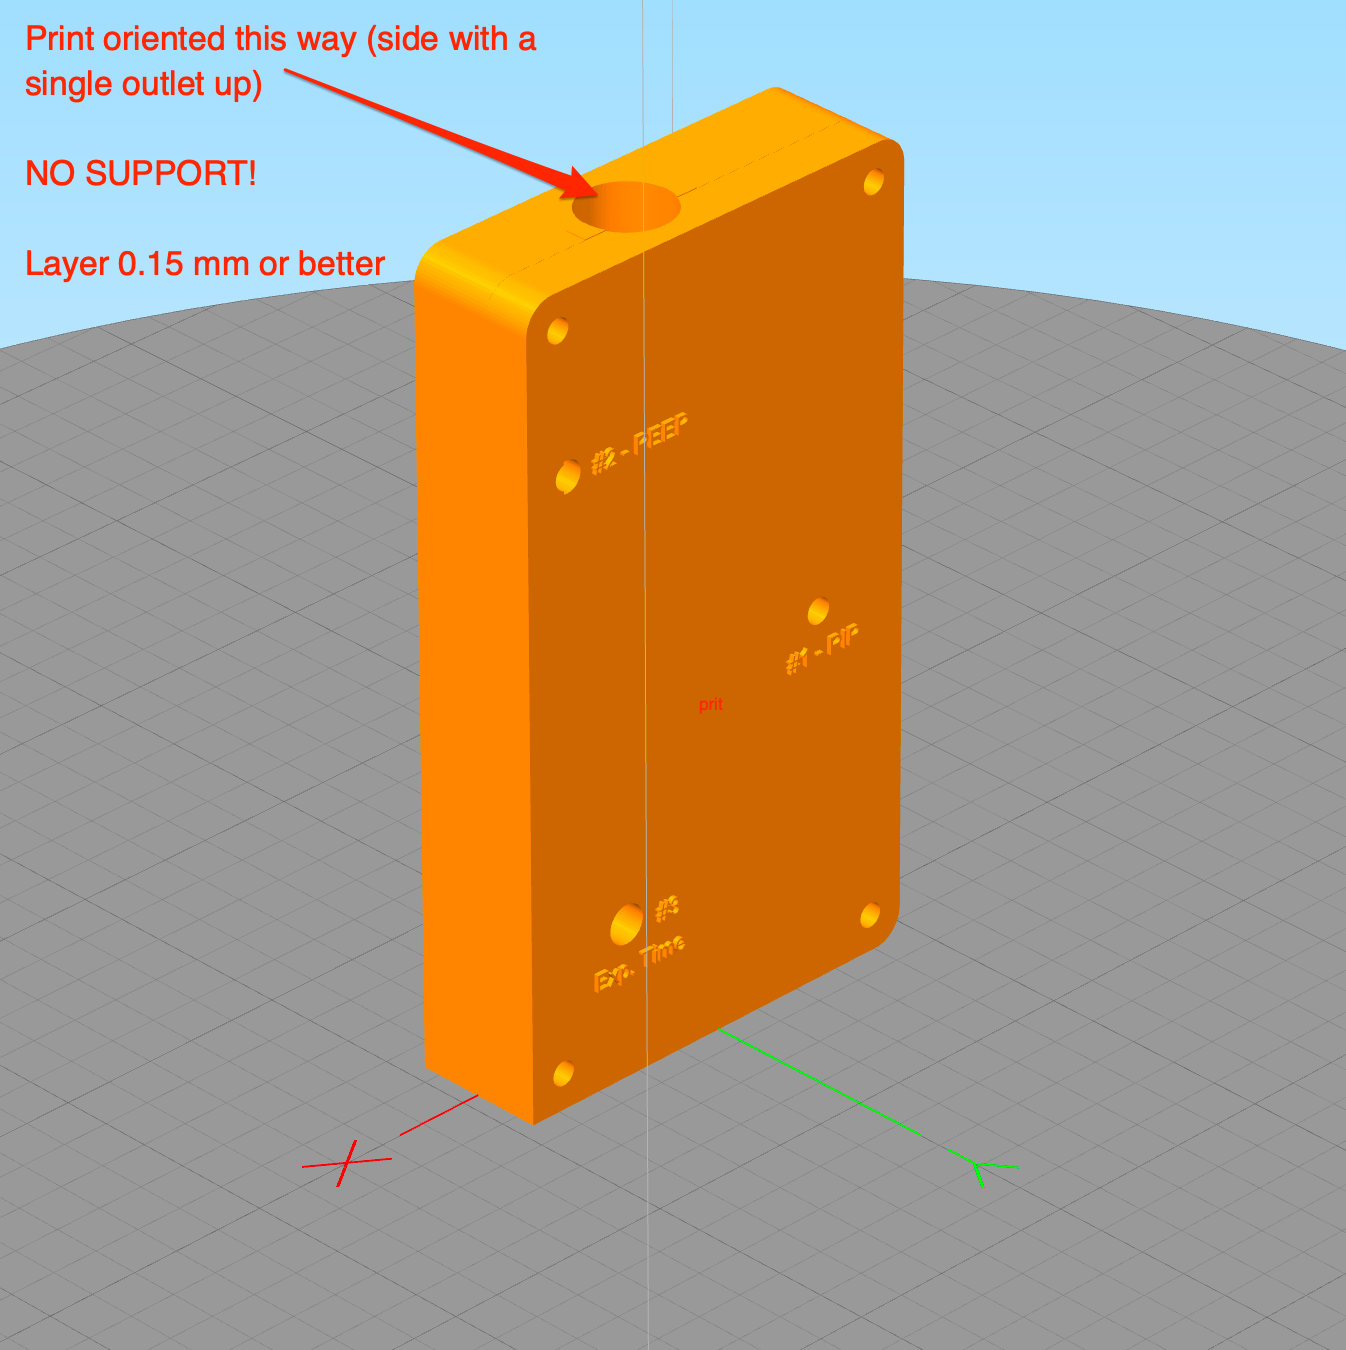 Print oriented this way (side with a
single outlet up)
NO SUPPORT!
Layer 0.15 mm or better
#2 - PEEP
#1 - PIP
prit
#3
Exp. Time
X
Y